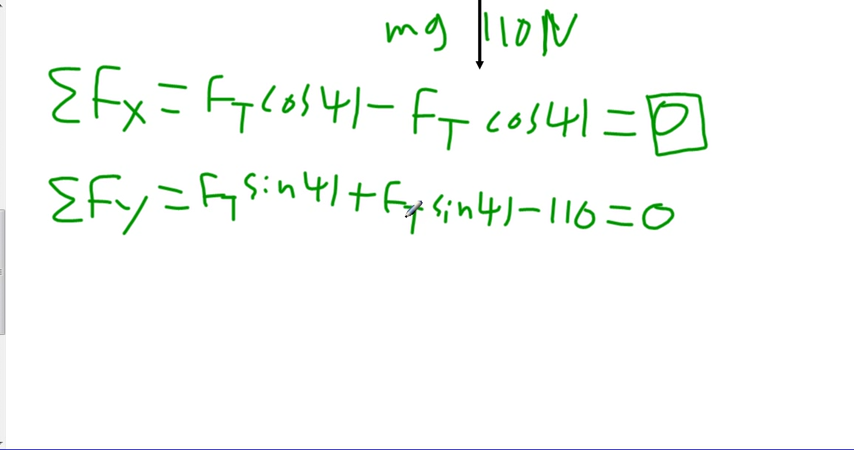 mg 110N
ΣFx = FT cos41 - FT cos41 = 0
ΣFy = FT sin41 + FT sin41 - 110 = 0